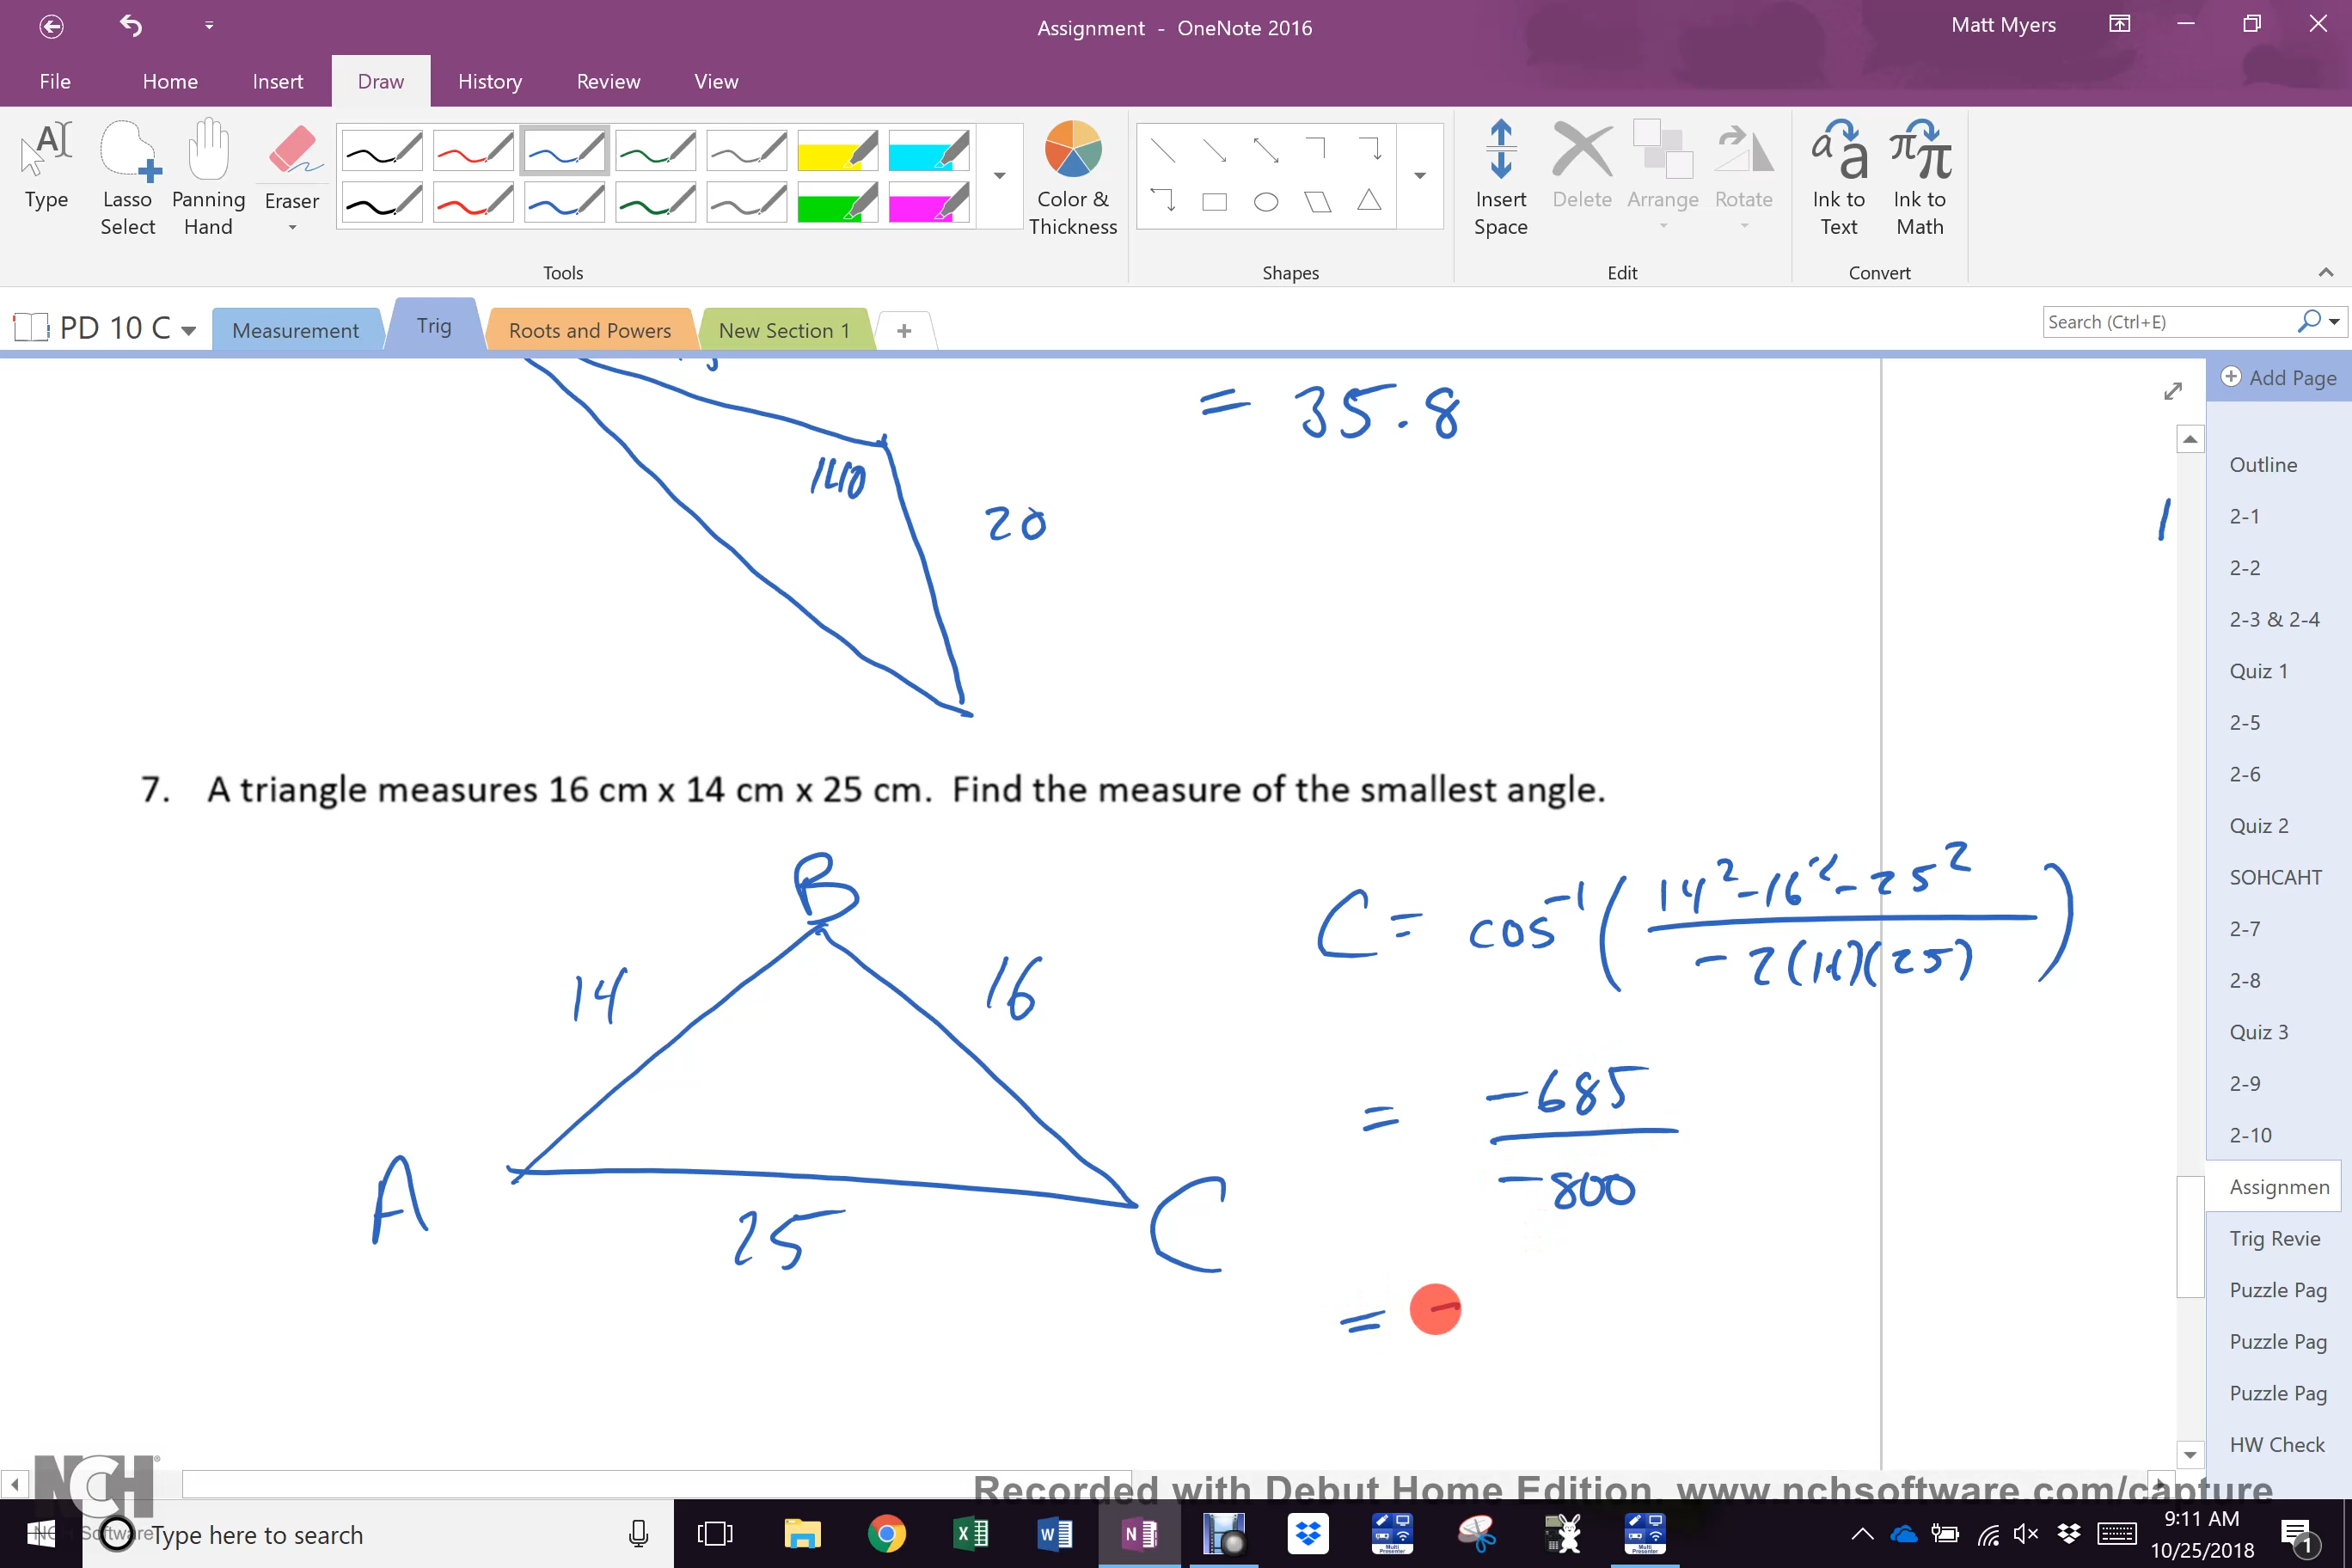 Assignment - OneNote 2016
Matt Myers
File Home Insert Draw History Review View
Type
Lasso Select
Panning Hand
Eraser
Color & Thickness
Insert Space
Delete
Arrange
Rotate
Ink to Text
Ink to Math
Tools
Shapes
Edit
Convert
PD 10 C
Measurement
Trig
Roots and Powers
New Section 1
Search (Ctrl+E)
Add Page
= 35.8
140
20
1
7. A triangle measures 16 cm x 14 cm x 25 cm. Find the measure of the smallest angle.
B
14
16
A
25
C
C = cos⁻¹ ( 14² - 16² - 25² / -2(16)(25) )
= -685 / -800
= -
Outline
2-1
2-2
2-3 & 2-4
Quiz 1
2-5
2-6
Quiz 2
SOHCAHT
2-7
2-8
Quiz 3
2-9
2-10
Assignmen
Trig Revie
Puzzle Pag
Puzzle Pag
Puzzle Pag
HW Check
NCH
NCH Software
Recorded with Debut Home Edition. www.nchsoftware.com/capture
Type here to search
9:11 AM
10/25/2018
1